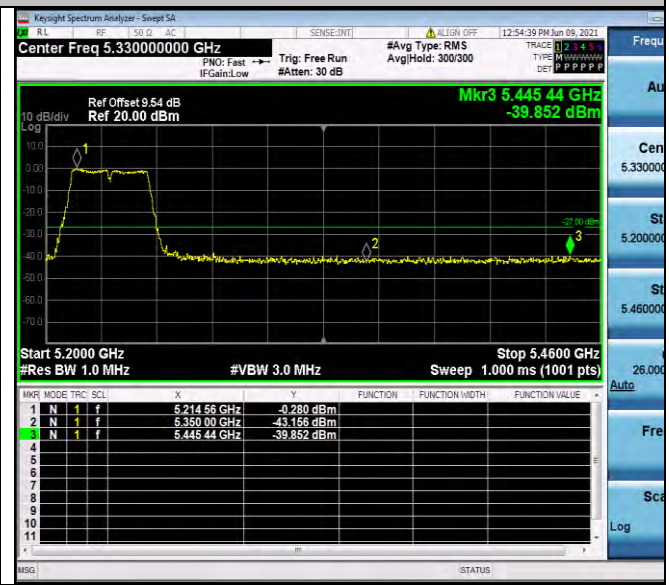 Keysight Spectrum Analyzer - Swept SA
RL RF 50 Ω AC SENSE:INT ALIGN OFF 12:54:39 PM Jun 09, 2021
Center Freq 5.330000000 GHz
PNO: Fast
IFGain:Low
Trig: Free Run
#Atten: 30 dB
#Avg Type: RMS
Avg|Hold: 300/300
TRACE 1 2 3 4 5 6
TYPE M W W W W W
DET P P P P P P
Frequ
Mkr3 5.445 44 GHz
-39.852 dBm
Ref Offset 9.54 dB
10 dB/div Ref 20.00 dBm
Log
10.0
0.00
-10.0
-20.0
-30.0
-40.0
-50.0
-60.0
-70.0
1
2
3
-27.00 dBm
Start 5.2000 GHz Stop 5.4600 GHz
#Res BW 1.0 MHz #VBW 3.0 MHz Sweep 1.000 ms (1001 pts)
MKR MODE TRC SCL X Y FUNCTION FUNCTION WIDTH FUNCTION VALUE
1 N 1 f 5.214 56 GHz -0.280 dBm
2 N 1 f 5.350 00 GHz -43.156 dBm
3 N 1 f 5.445 44 GHz -39.852 dBm
4
5
6
7
8
9
10
11
MSG STATUS
Au
Cen
5.330000
St
5.200000
St
5.460000
26.000
Auto
Fre
Sca
Log